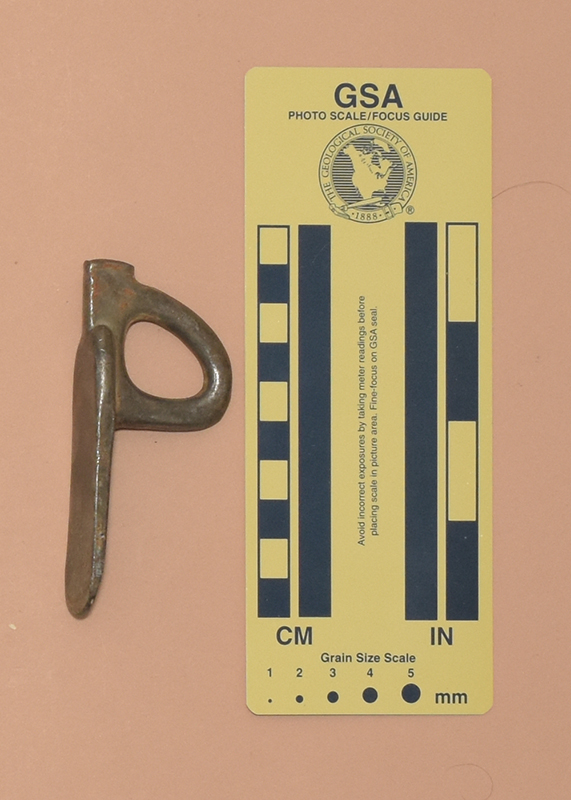 GSA
PHOTO SCALE/FOCUS GUIDE
THE GEOLOGICAL SOCIETY OF AMERICA
·1888·
®
Avoid incorrect exposures by taking meter readings before
placing scale in picture area. Fine-focus on GSA seal.
CM IN
Grain Size Scale
1 2 3 4 5
mm